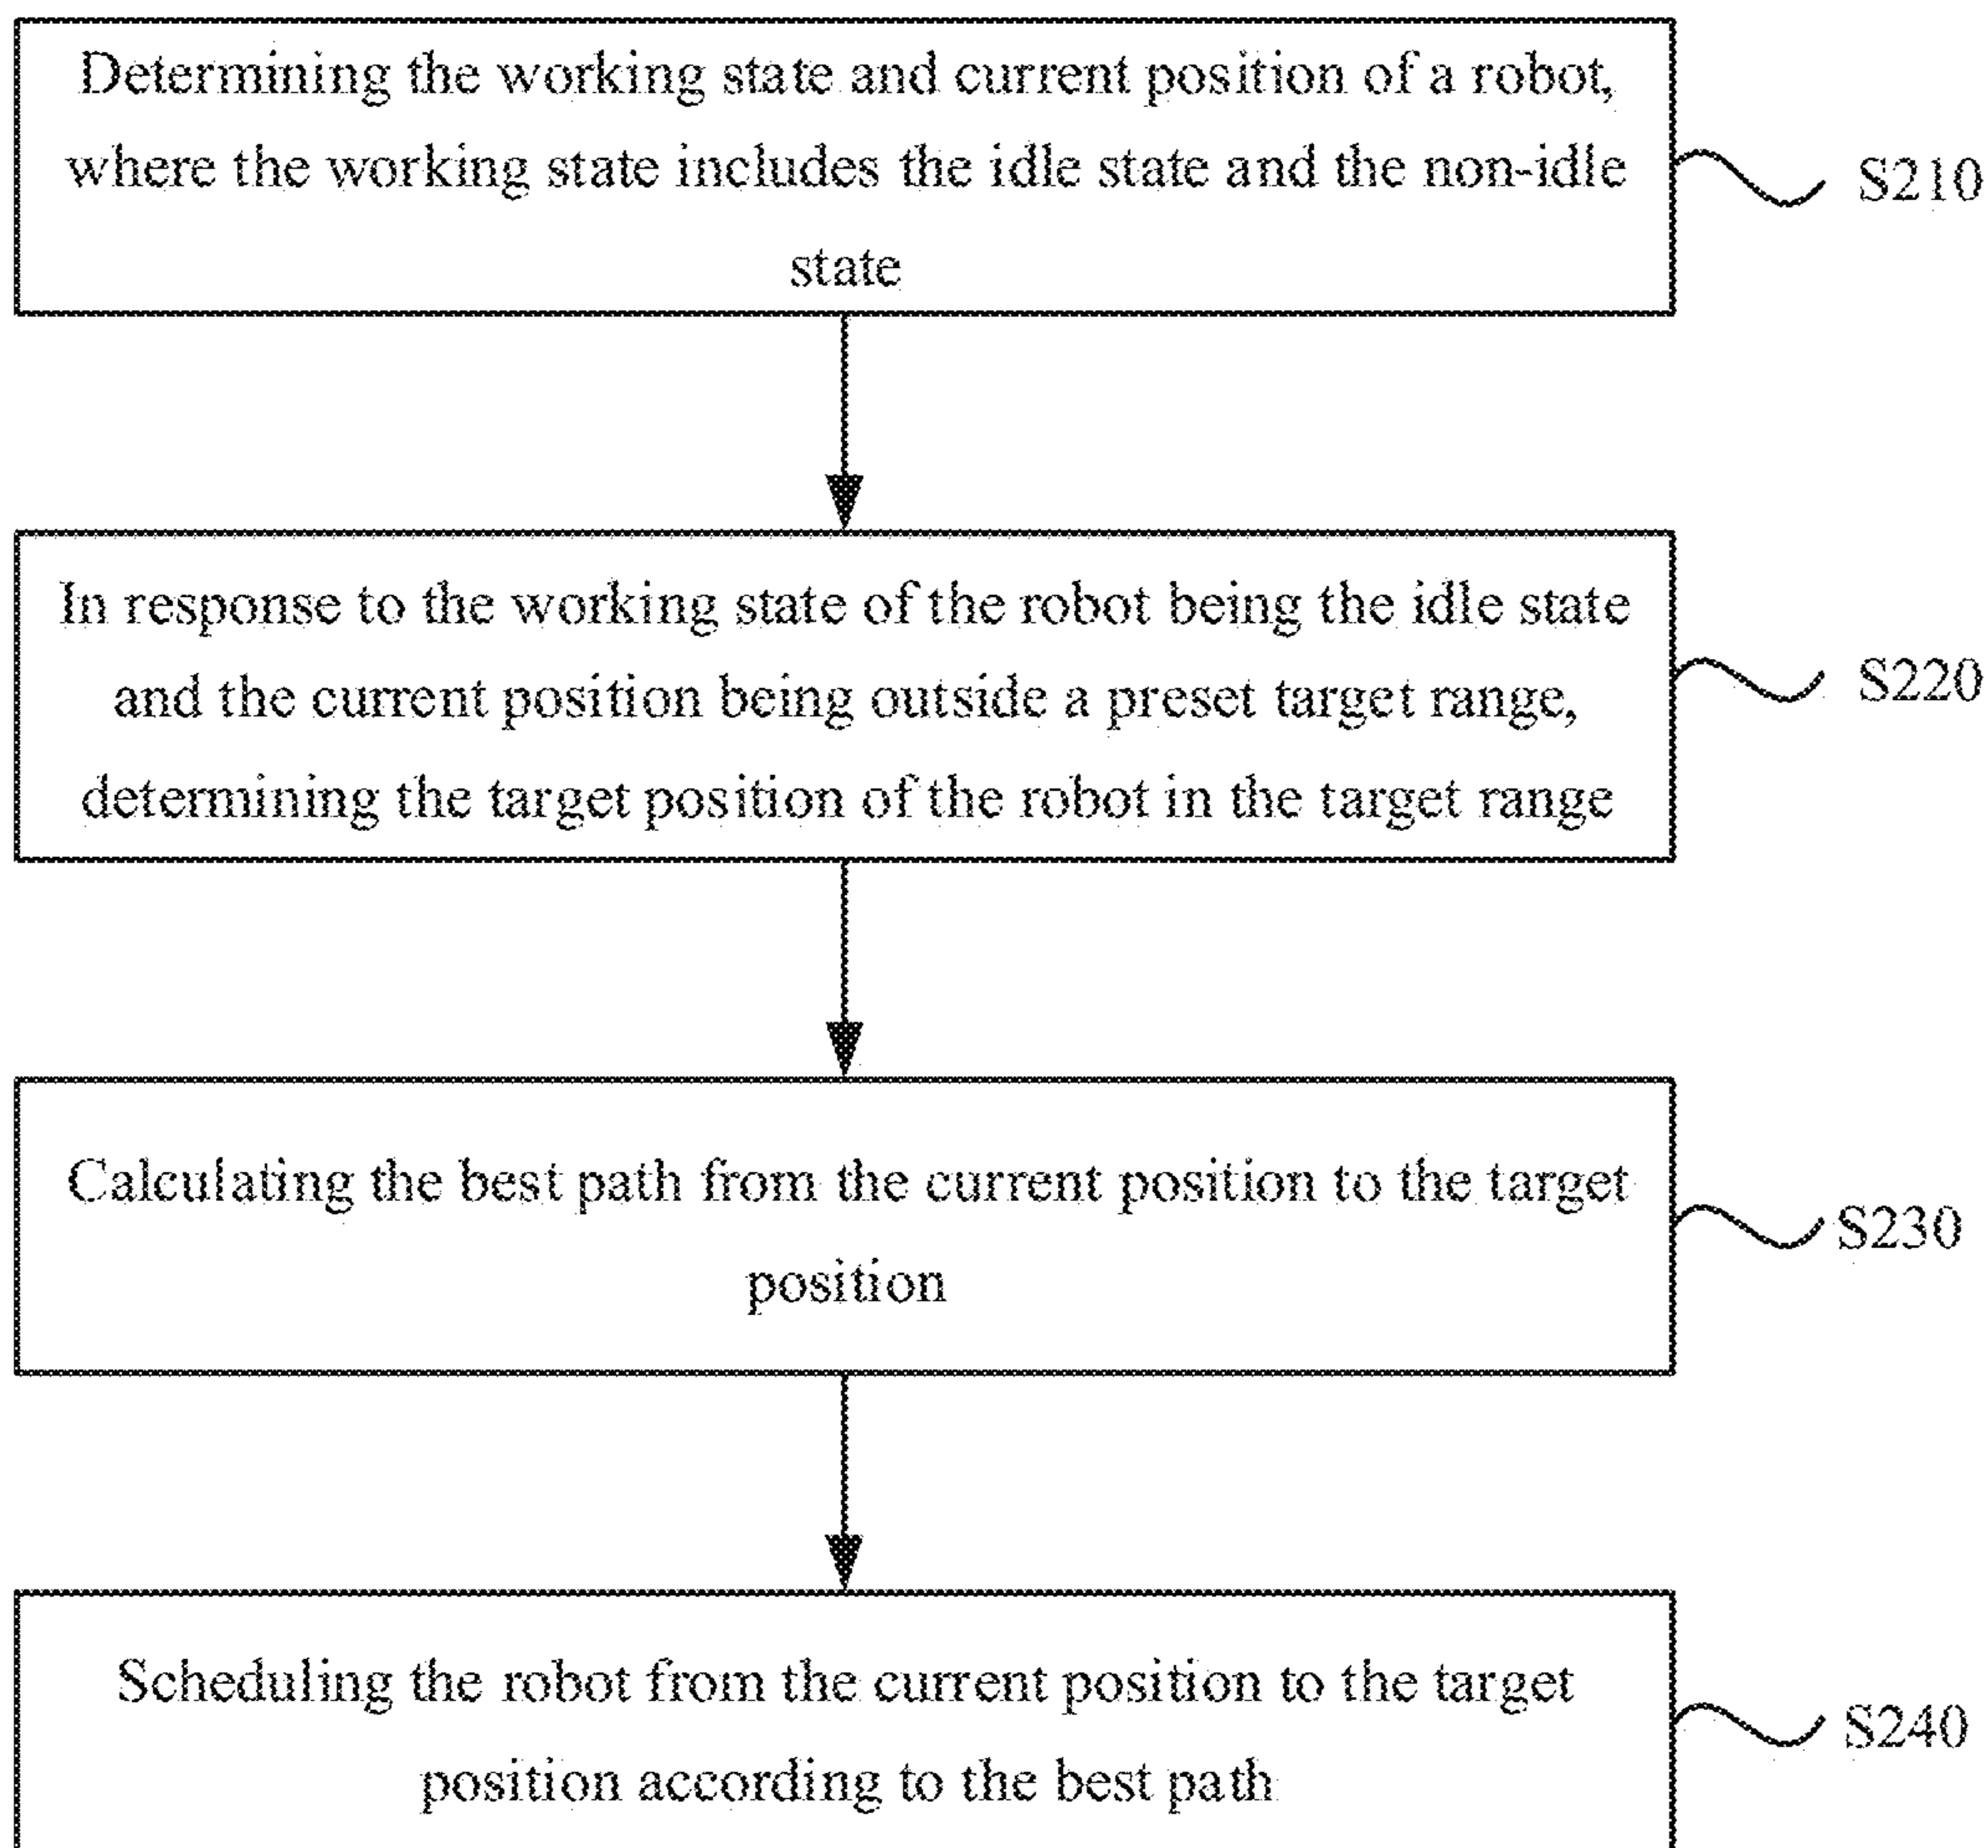 Determining the working state and current position of a robot,
where the working state includes the idle state and the non-idle
state
S210
In response to the working state of the robot being the idle state
and the current position being outside a preset target range,
determining the target position of the robot in the target range
S220
Calculating the best path from the current position to the target
position
S230
Scheduling the robot from the current position to the target
position according to the best path
S240